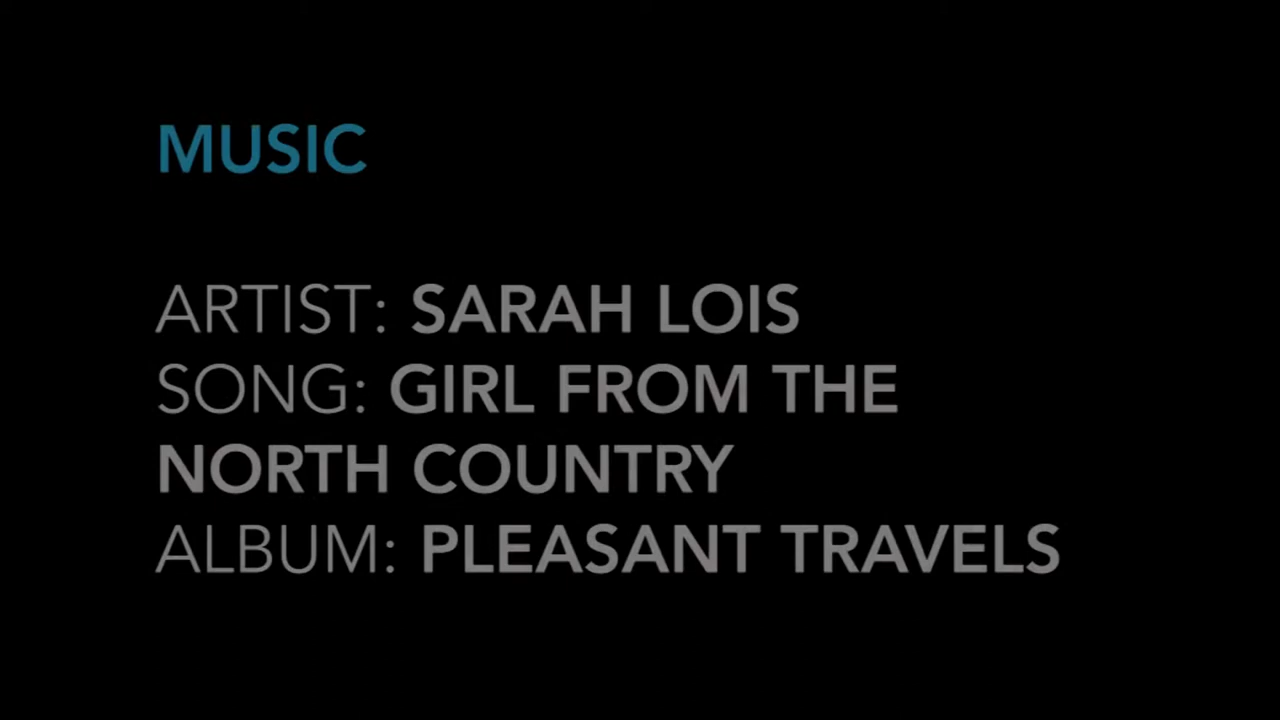 MUSIC
ARTIST: SARAH LOIS
SONG: GIRL FROM THE
NORTH COUNTRY
ALBUM: PLEASANT TRAVELS